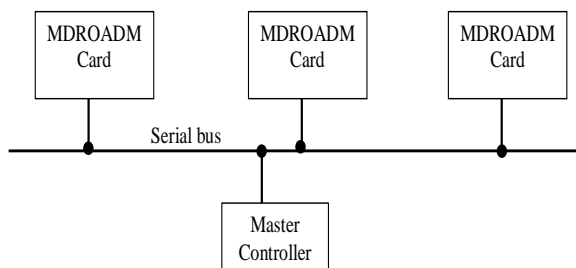 MDROADM
Card
MDROADM
Card
MDROADM
Card
Serial bus
Master
Controller